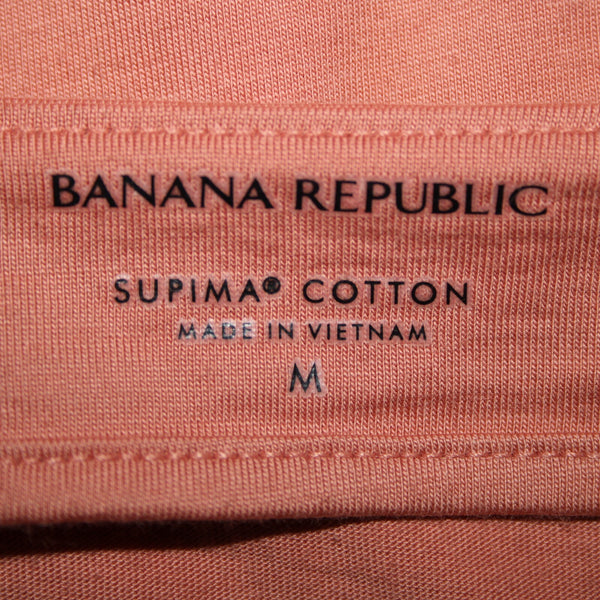 BANANA REPUBLIC
SUPIMA® COTTON
MADE IN VIETNAM
M